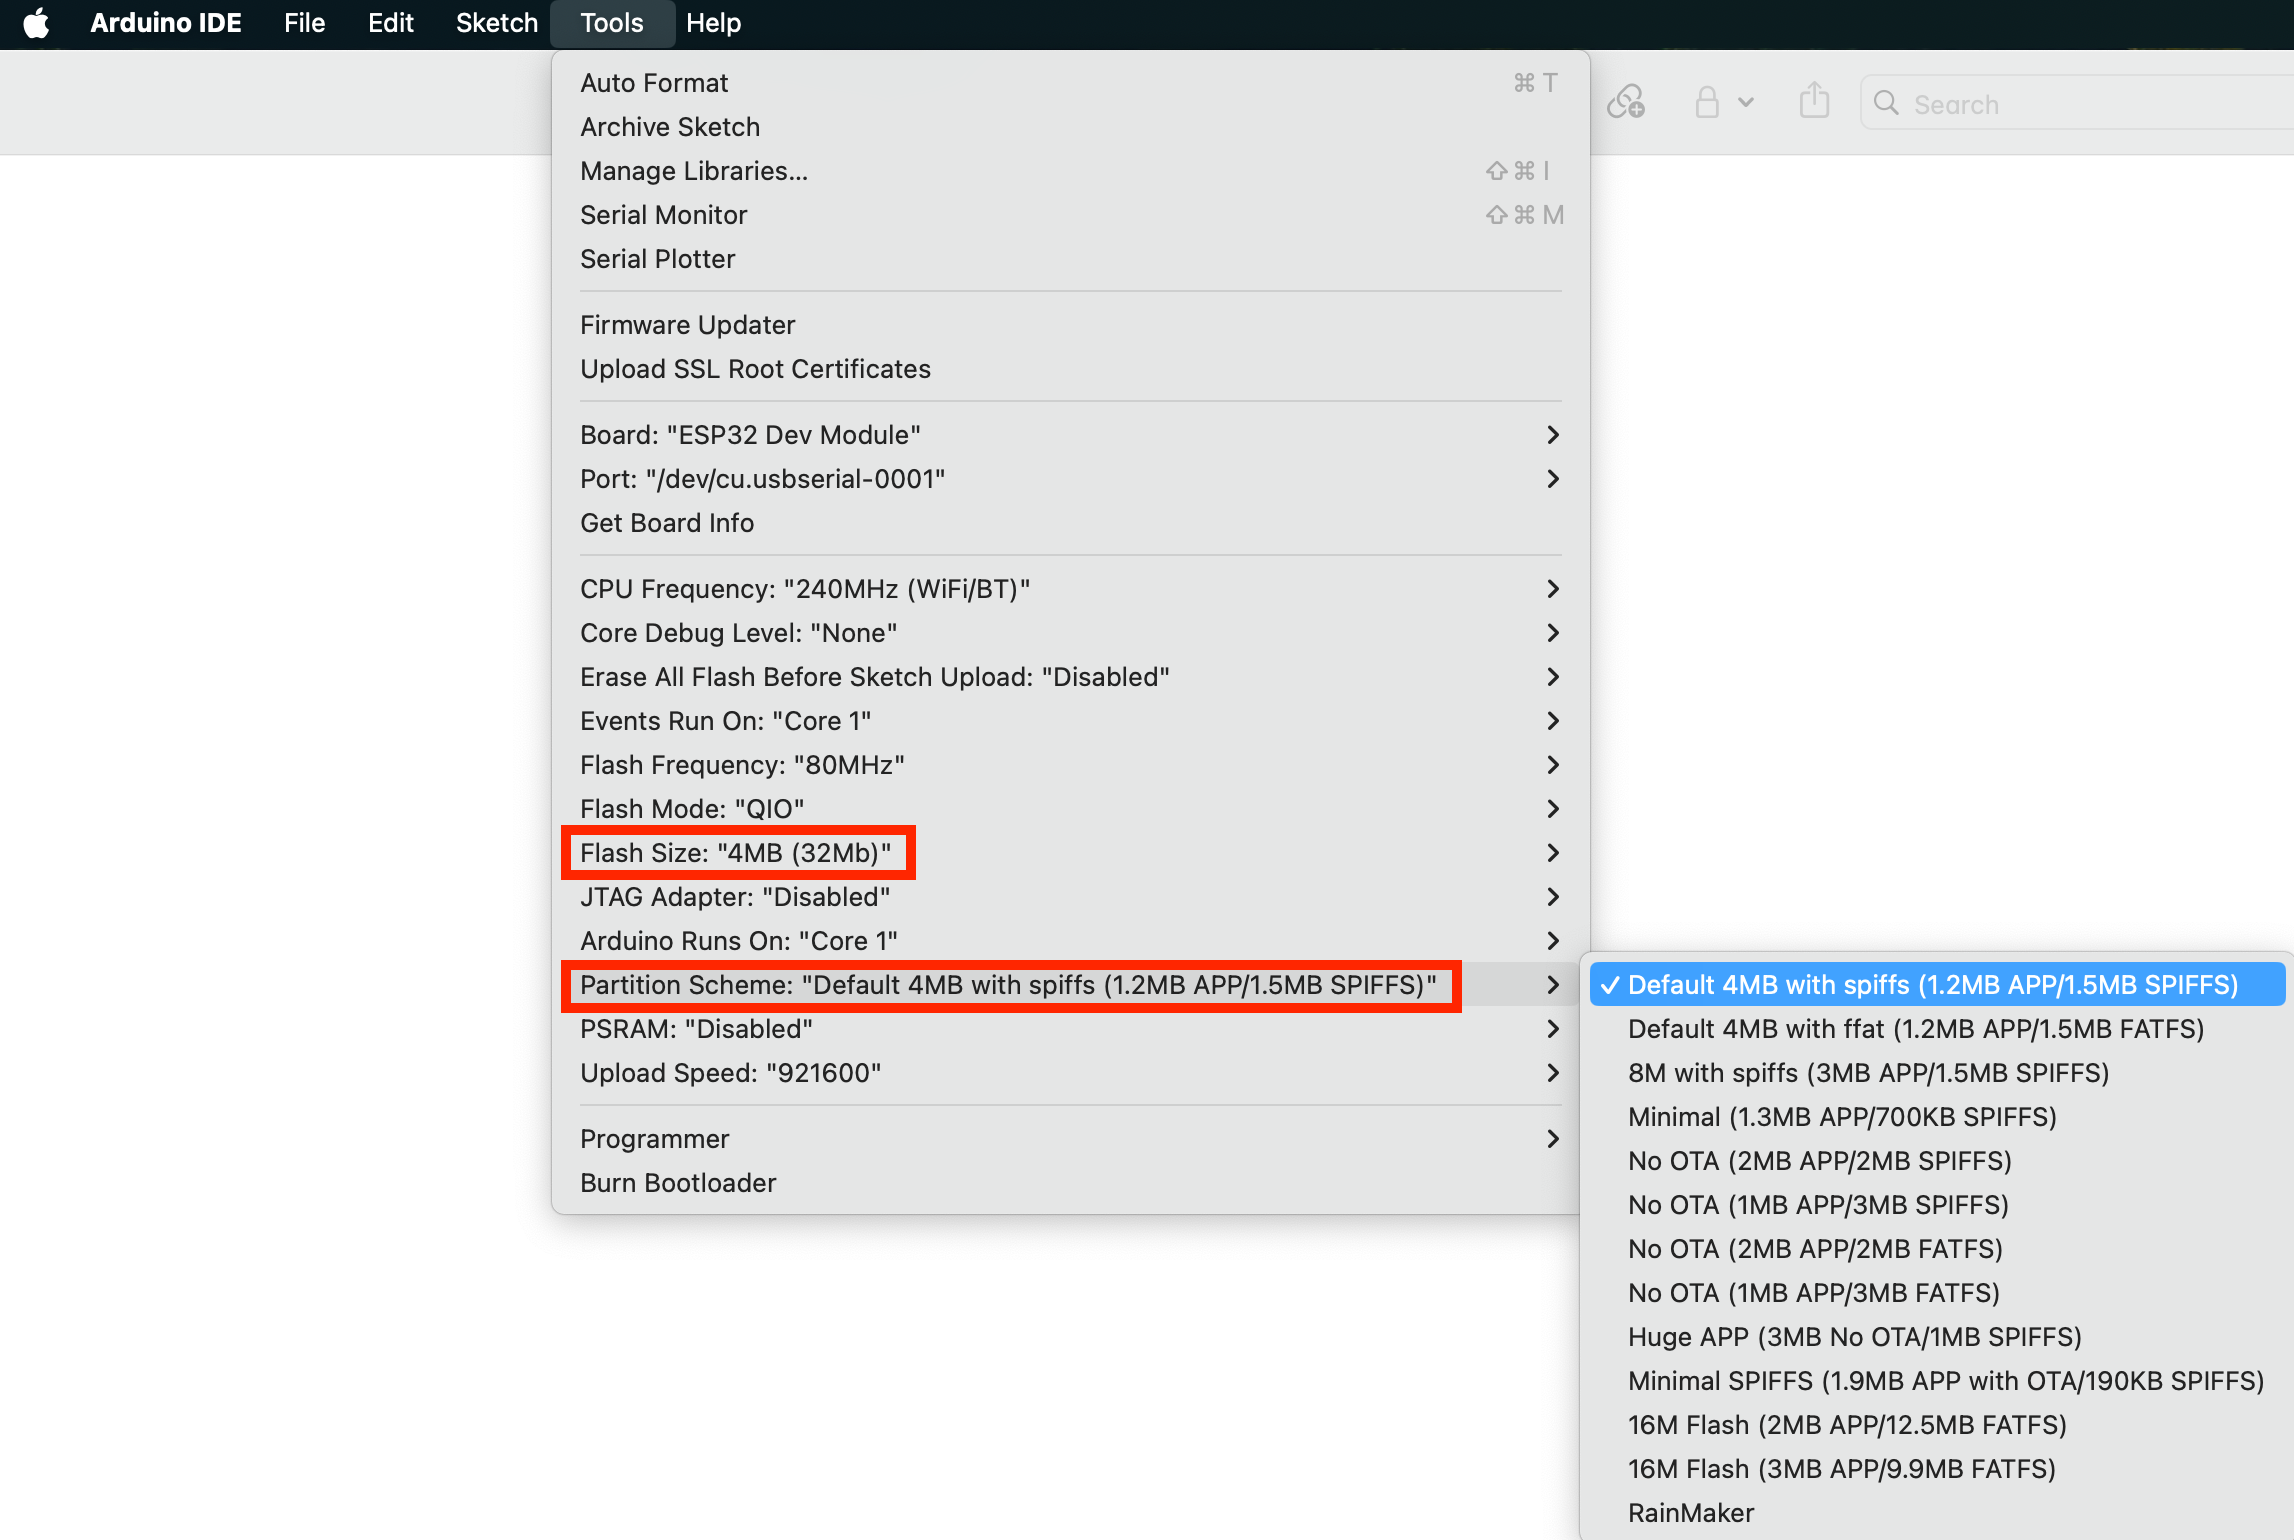 Arduino IDE File Edit Sketch Tools Help
Search
Auto Format ⌘ T
Archive Sketch
Manage Libraries... ⇧ ⌘ I
Serial Monitor ⇧ ⌘ M
Serial Plotter
Firmware Updater
Upload SSL Root Certificates
Board: "ESP32 Dev Module"
Port: "/dev/cu.usbserial-0001"
Get Board Info
CPU Frequency: "240MHz (WiFi/BT)"
Core Debug Level: "None"
Erase All Flash Before Sketch Upload: "Disabled"
Events Run On: "Core 1"
Flash Frequency: "80MHz"
Flash Mode: "QIO"
Flash Size: "4MB (32Mb)"
JTAG Adapter: "Disabled"
Arduino Runs On: "Core 1"
Partition Scheme: "Default 4MB with spiffs (1.2MB APP/1.5MB SPIFFS)"
PSRAM: "Disabled"
Upload Speed: "921600"
Programmer
Burn Bootloader
✓ Default 4MB with spiffs (1.2MB APP/1.5MB SPIFFS)
Default 4MB with ffat (1.2MB APP/1.5MB FATFS)
8M with spiffs (3MB APP/1.5MB SPIFFS)
Minimal (1.3MB APP/700KB SPIFFS)
No OTA (2MB APP/2MB SPIFFS)
No OTA (1MB APP/3MB SPIFFS)
No OTA (2MB APP/2MB FATFS)
No OTA (1MB APP/3MB FATFS)
Huge APP (3MB No OTA/1MB SPIFFS)
Minimal SPIFFS (1.9MB APP with OTA/190KB SPIFFS)
16M Flash (2MB APP/12.5MB FATFS)
16M Flash (3MB APP/9.9MB FATFS)
RainMaker